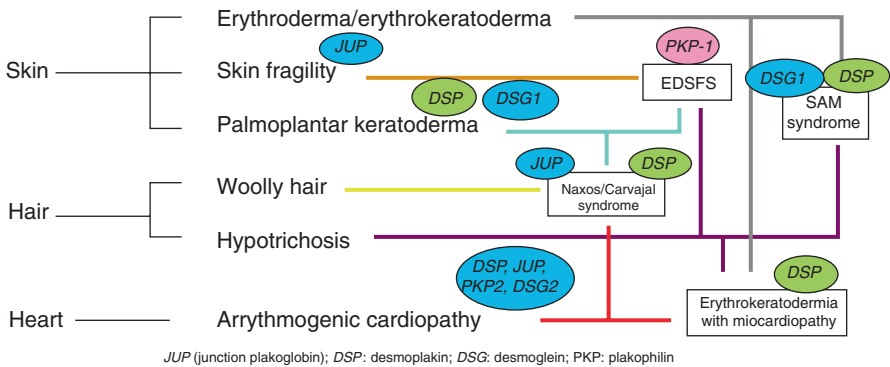 Erythroderma/erythrokeratoderma
JUP
PKP-1
Skin
Skin fragility
DSP
DSG1
EDSFS
DSG1
DSP
SAM
syndrome
Palmoplantar keratoderma
JUP
DSP
Woolly hair
Naxos/Carvajal
syndrome
Hair
Hypotrichosis
DSP, JUP,
PKP2, DSG2
DSP
Erythrokeratodermia
with miocardiopathy
Heart
Arrythmogenic cardiopathy
JUP (junction plakoglobin); DSP: desmoplakin; DSG: desmoglein; PKP: plakophilin